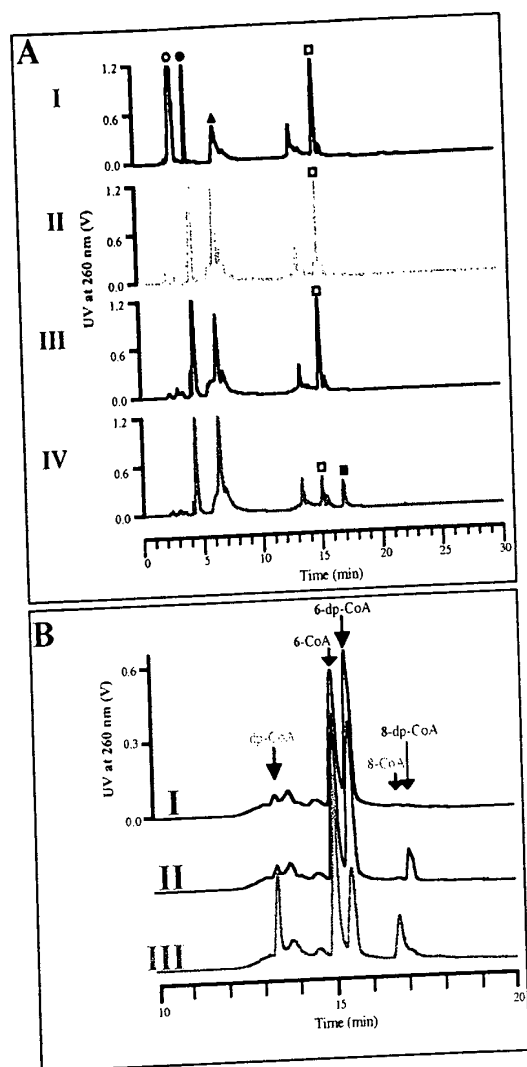 A
I
1.2
0.6
0.0
II
1.2
0.6
0.0
UV at 260 nm (V)
III
1.2
0.6
0.0
IV
1.2
0.6
0.0
0 5 10 15 20 25 30
Time (min)
B
6-dp-CoA
6-CoA
0.6
UV at 260 nm (V)
dp-CoA
8-dp-CoA
0.3
8-CoA
I
0.0
II
III
10 15 20
Time (min)